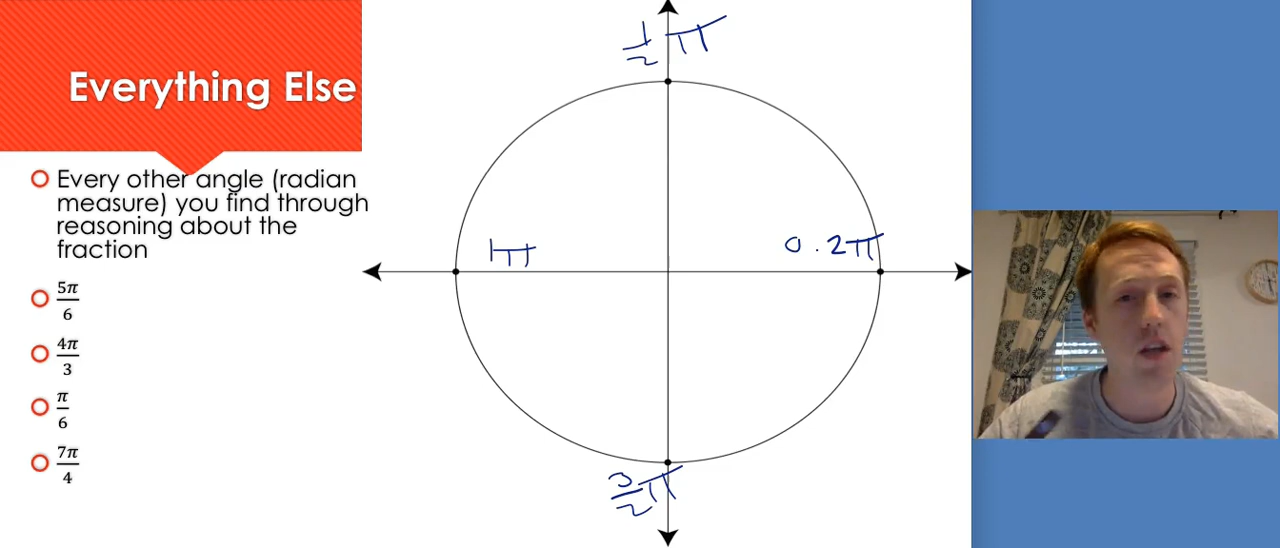 Everything Else
Every other angle (radian
measure) you find through
reasoning about the
fraction
5π/6
4π/3
π/6
7π/4
1/2 π
1π
0.2π
3/2 π